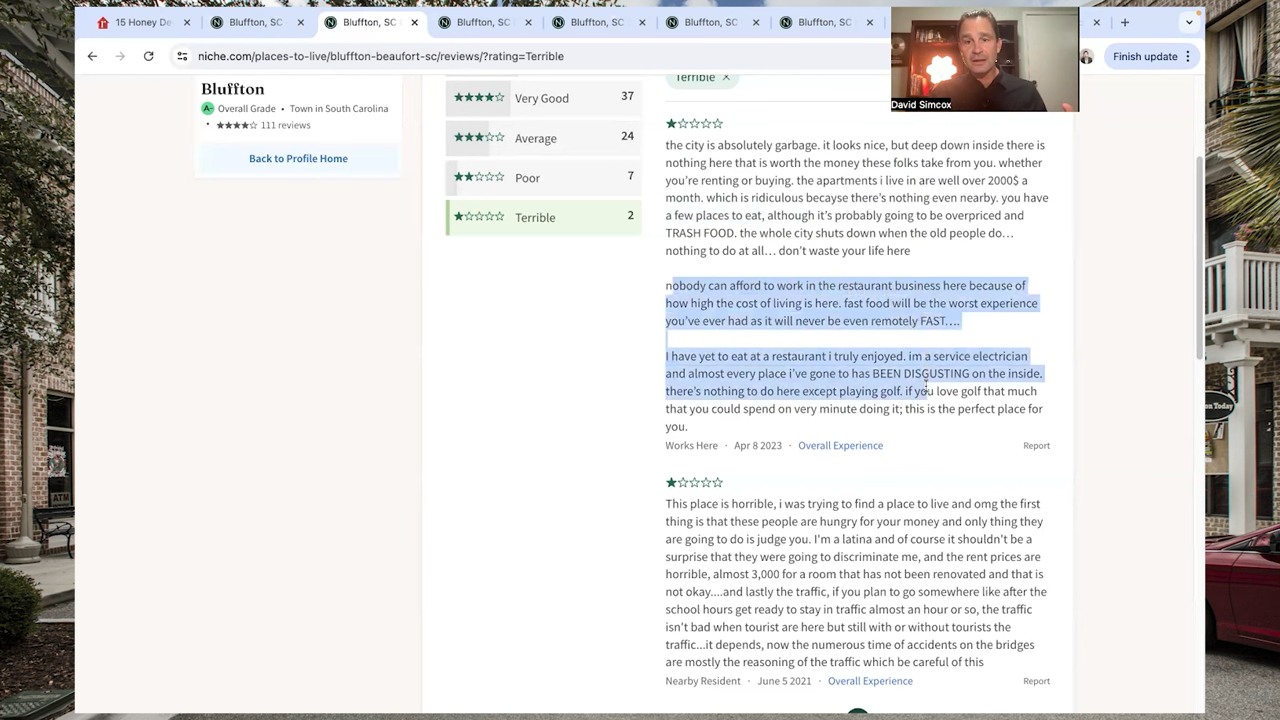 15 Honey De
Bluffton, SC
Bluffton, SC
Bluffton, SC
Bluffton, SC
Bluffton, SC
Bluffton, SC
niche.com/places-to-live/bluffton-beaufort-sc/reviews/?rating=Terrible
Finish update
David Simcox
Bluffton
A- Overall Grade • Town in South Carolina
• 111 reviews
Back to Profile Home
Very Good 37
Average 24
Poor 7
Terrible 2
Terrible
the city is absolutely garbage. it looks nice, but deep down inside there is
nothing here that is worth the money these folks take from you. whether
you're renting or buying. the apartments i live in are well over 2000$ a
month. which is ridiculous becayse there's nothing even nearby. you have
a few places to eat, although it's probably going to be overpriced and
TRASH FOOD. the whole city shuts down when the old people do…
nothing to do at all… don't waste your life here
nobody can afford to work in the restaurant business here because of
how high the cost of living is here. fast food will be the worst experience
you've ever had as it will never be even remotely FAST….
I have yet to eat at a restaurant i truly enjoyed. im a service electrician
and almost every place i've gone to has BEEN DISGUSTING on the inside.
there's nothing to do here except playing golf. if you love golf that much
that you could spend on very minute doing it; this is the perfect place for
you.
Works Here · Apr 8 2023 · Overall Experience
Report
This place is horrible, i was trying to find a place to live and omg the first
thing is that these people are hungry for your money and only thing they
are going to do is judge you. I'm a latina and of course it shouldn't be a
surprise that they were going to discriminate me, and the rent prices are
horrible, almost 3,000 for a room that has not been renovated and that is
not okay....and lastly the traffic, if you plan to go somewhere like after the
school hours get ready to stay in traffic almost an hour or so, the traffic
isn't bad when tourist are here but still with or without tourists the
traffic...it depends, now the numerous time of accidents on the bridges
are mostly the reasoning of the traffic which be careful of this
Nearby Resident · June 5 2021 · Overall Experience
Report
ATM